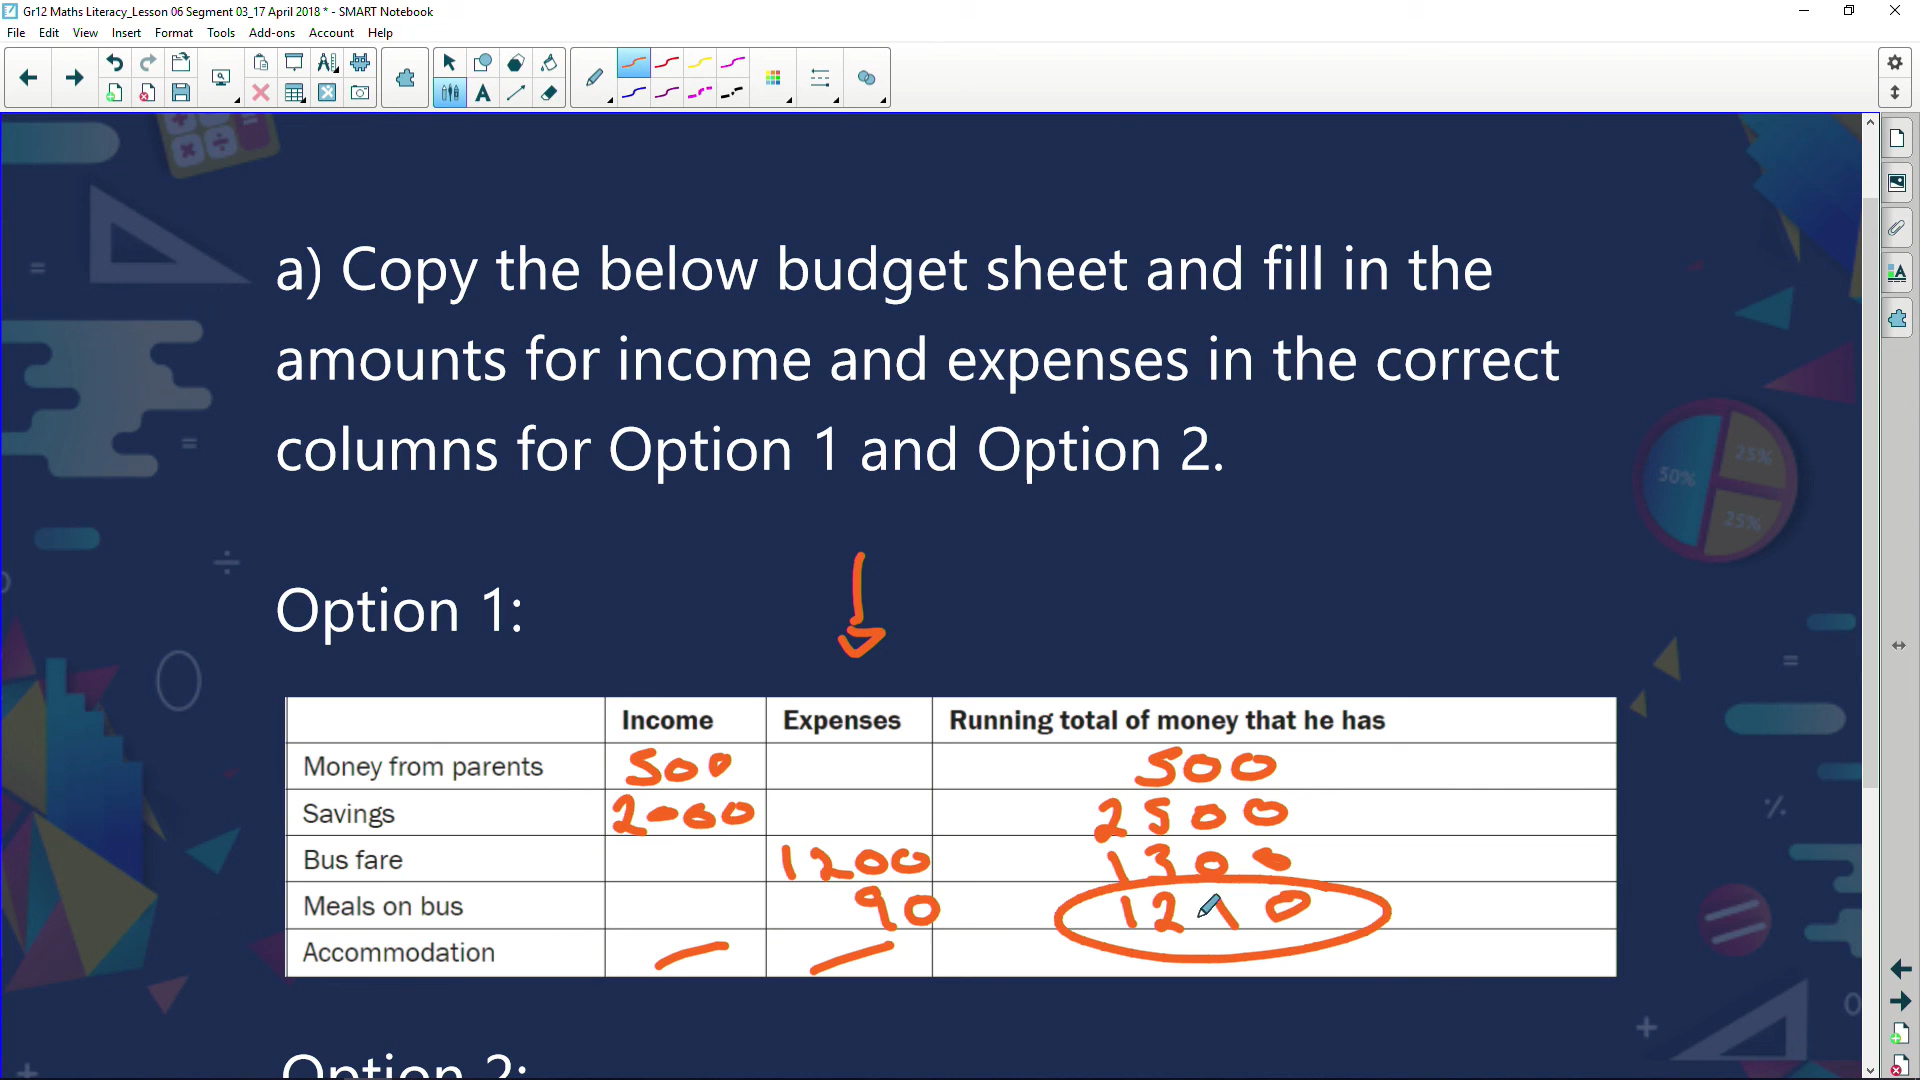 Gr12 Maths Literacy_Lesson 06 Segment 03_17 April 2018 * - SMART Notebook
File Edit View Insert Format Tools Add-ons Account Help
a) Copy the below budget sheet and fill in the
amounts for income and expenses in the correct
columns for Option 1 and Option 2.
50% 25%
25%
Option 1:
Income Expenses Running total of money that he has
Money from parents 500 500
Savings 2000 2500
Bus fare 1200 1300
Meals on bus 90 1210
Accommodation — —
Option 2: